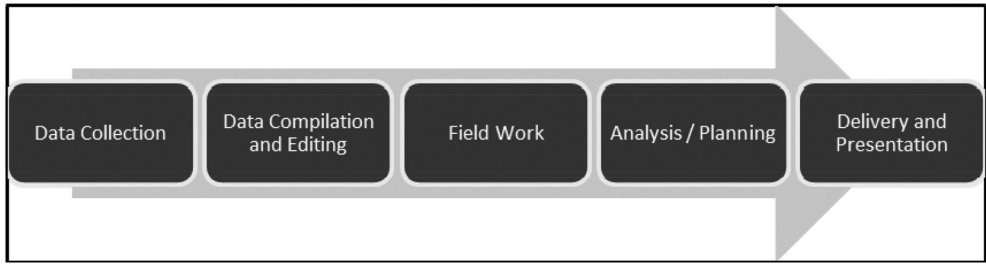 Data Collection
Data Compilation
and Editing
Field Work
Analysis / Planning
Delivery and
Presentation